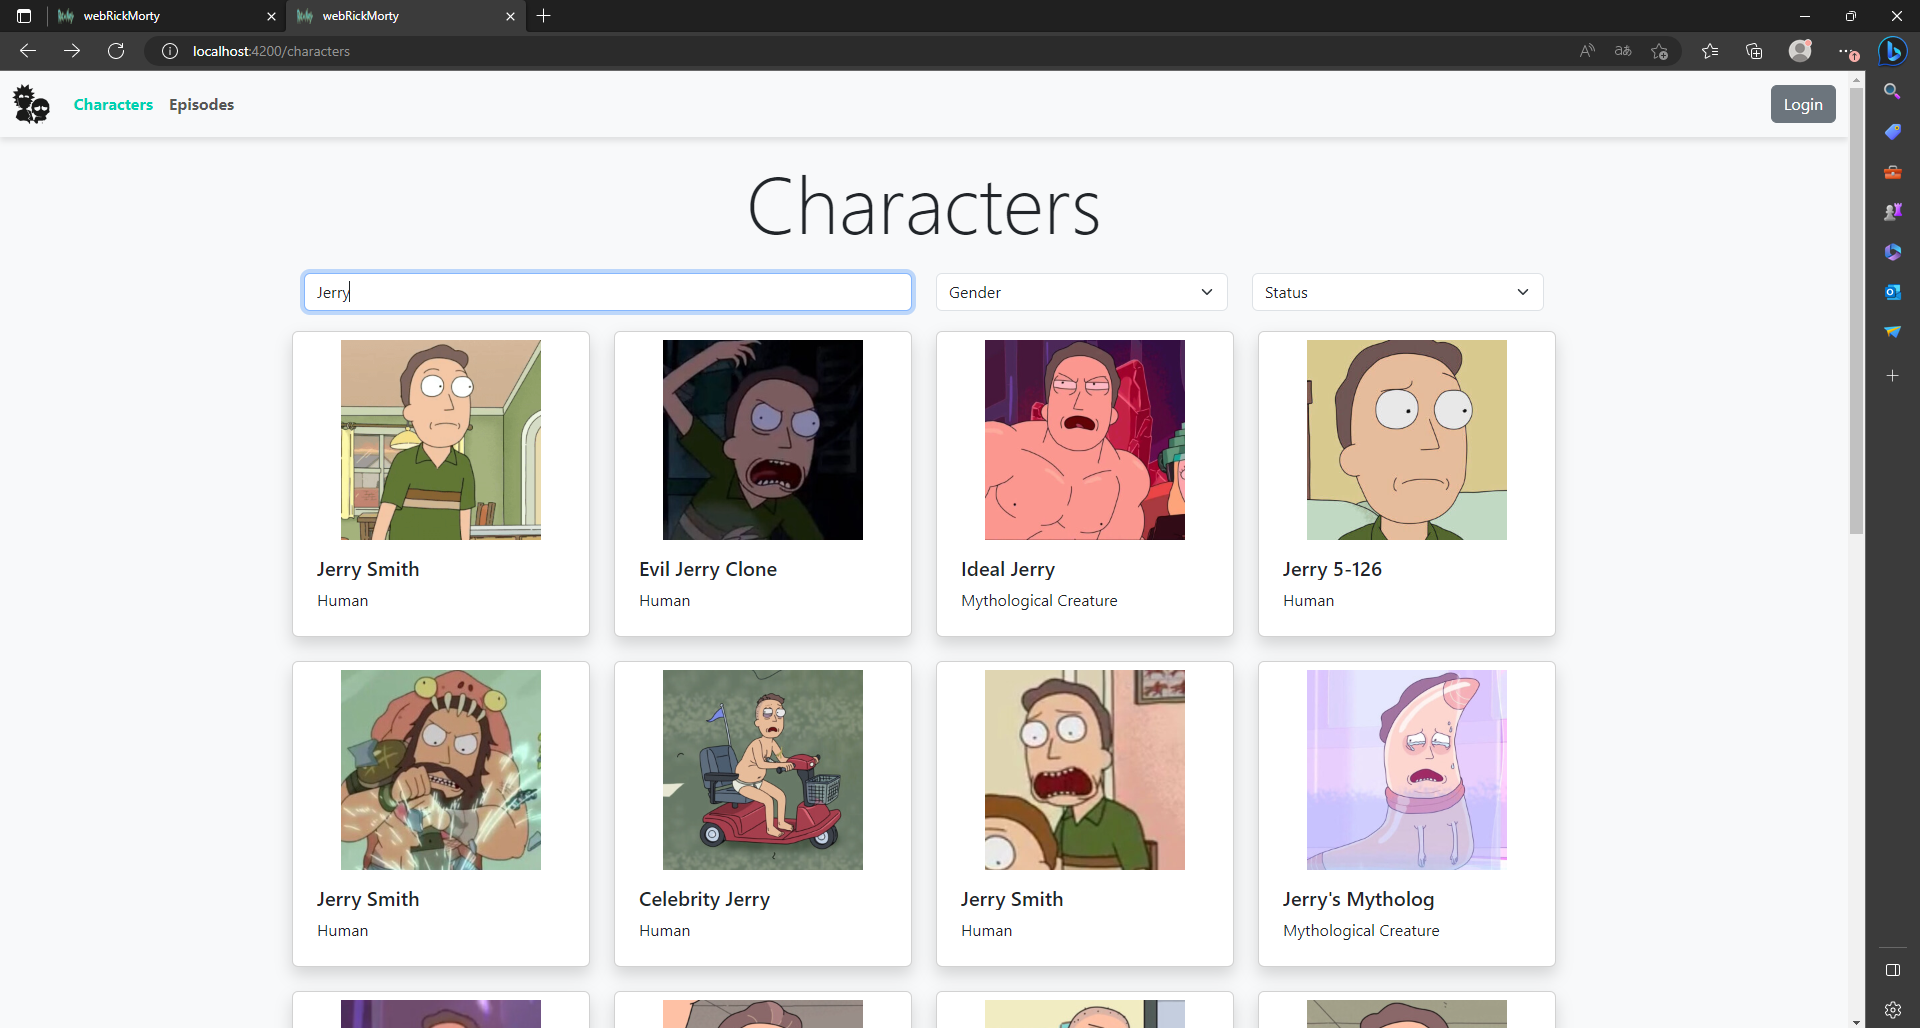 webRickMorty
webRickMorty
localhost:4200/characters
Characters
Episodes
Login
Characters
Jerry
Gender
Status
Jerry Smith
Human
Evil Jerry Clone
Human
Ideal Jerry
Mythological Creature
Jerry 5-126
Human
Jerry Smith
Human
Celebrity Jerry
Human
Jerry Smith
Human
Jerry's Mytholog
Mythological Creature